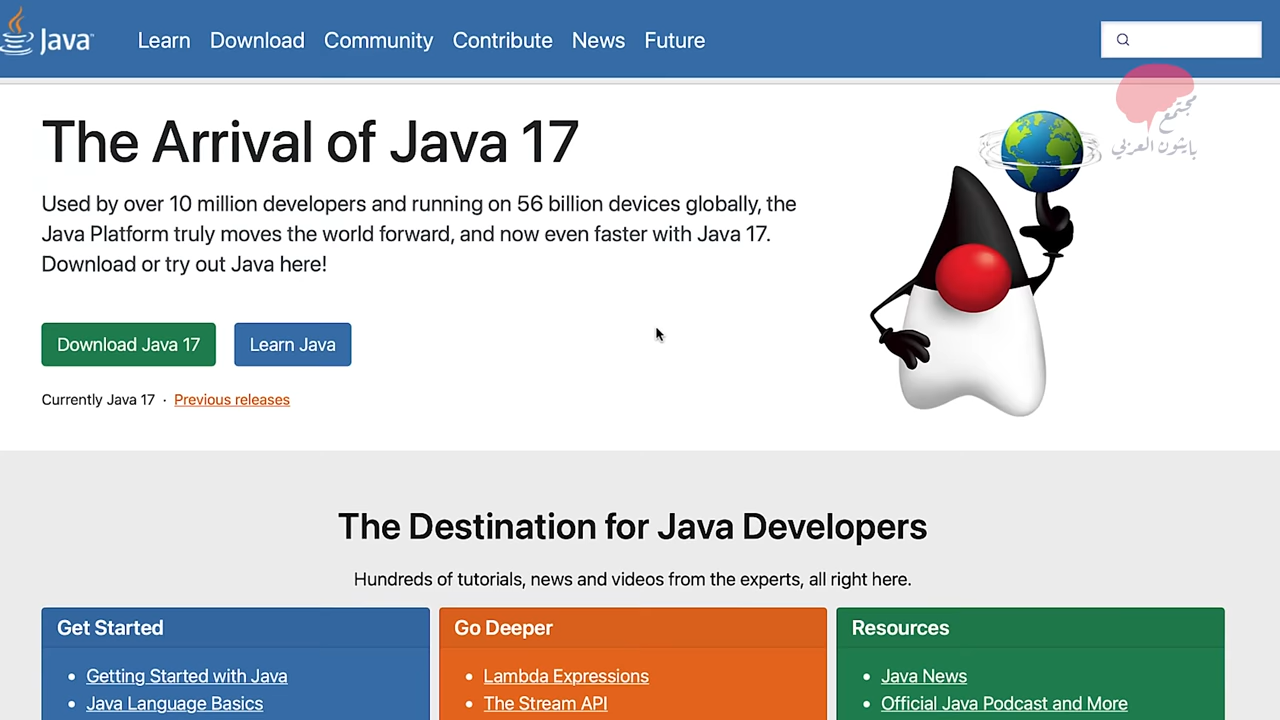 Java™
Learn Download Community Contribute News Future
مجتمع
بايثون العربي
The Arrival of Java 17
Used by over 10 million developers and running on 56 billion devices globally, the
Java Platform truly moves the world forward, and now even faster with Java 17.
Download or try out Java here!
Download Java 17 Learn Java
Currently Java 17 · Previous releases
The Destination for Java Developers
Hundreds of tutorials, news and videos from the experts, all right here.
Get Started
• Getting Started with Java
• Java Language Basics
Go Deeper
• Lambda Expressions
• The Stream API
Resources
• Java News
• Official Java Podcast and More